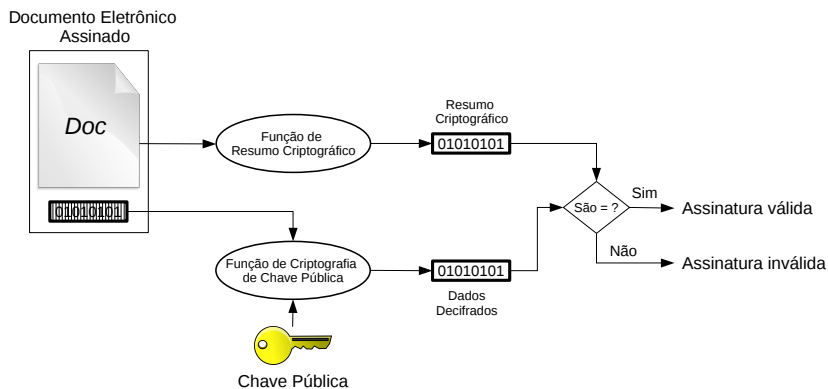 Documento Eletrônico
Assinado
Doc
01010101
Função de
Resumo Criptográfico
Resumo
Criptográfico
01010101
Função de Criptografia
de Chave Pública
01010101
Dados
Decifrados
Chave Pública
São = ?
Sim
Assinatura válida
Não
Assinatura inválida